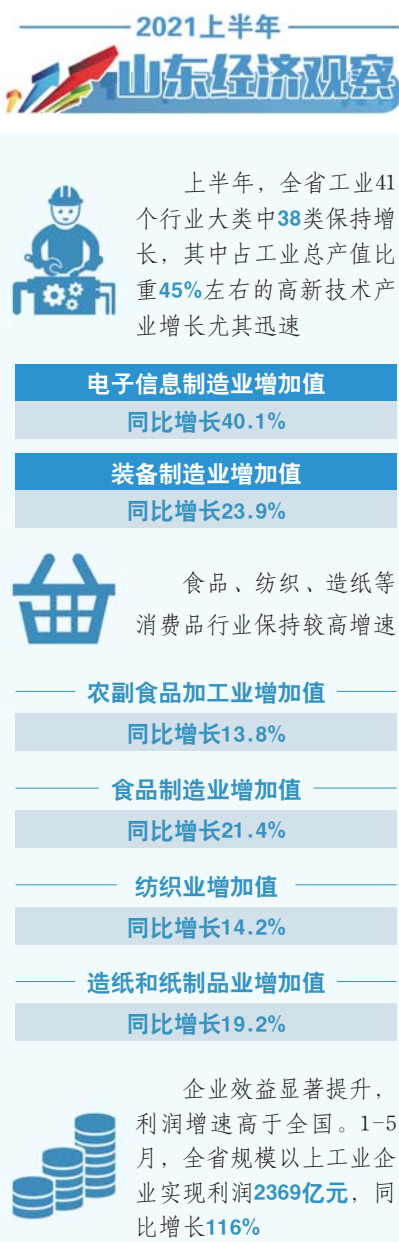 2021上半年
山东经济观察
上半年，全省工业41
个行业大类中38类保持增
长，其中占工业总产值比
重45%左右的高新技术产
业增长尤其迅速
电子信息制造业增加值
同比增长40.1%
装备制造业增加值
同比增长23.9%
食品、纺织、造纸等
消费品行业保持较高增速
农副食品加工业增加值
同比增长13.8%
食品制造业增加值
同比增长21.4%
纺织业增加值
同比增长14.2%
造纸和纸制品业增加值
同比增长19.2%
企业效益显著提升，
利润增速高于全国。1-5
月，全省规模以上工业企
业实现利润2369亿元，同
比增长116%